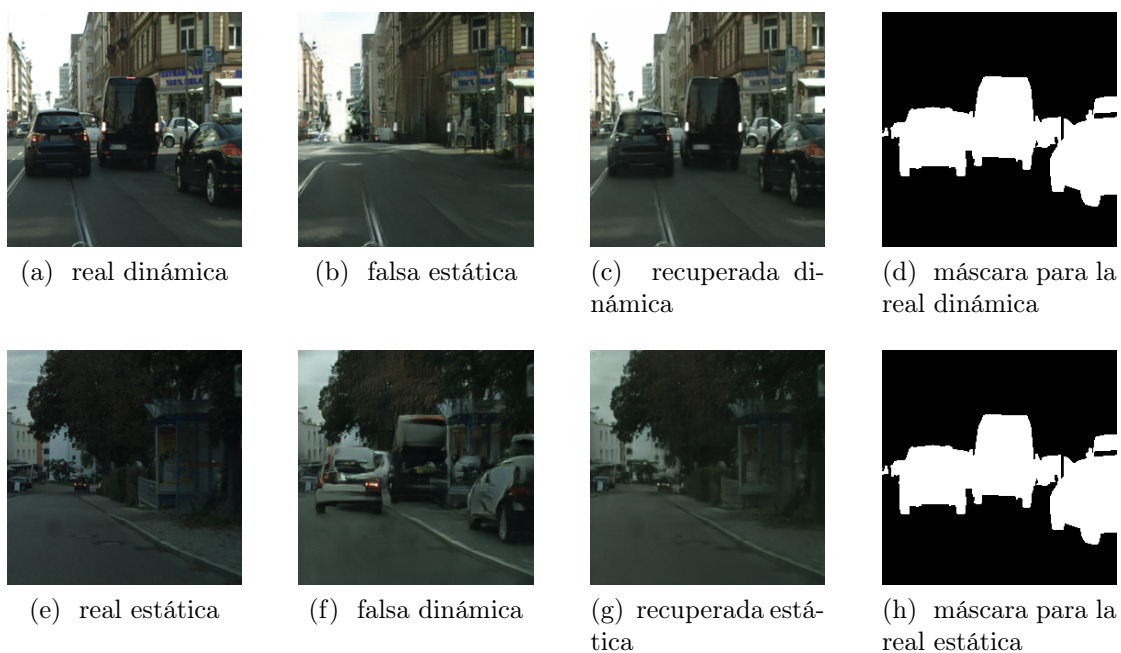 (a) real dinámica
(b) falsa estática
(c) recuperada di-
námica
(d) máscara para la
real dinámica
(e) real estática
(f) falsa dinámica
(g) recuperada está-
tica
(h) máscara para la
real estática